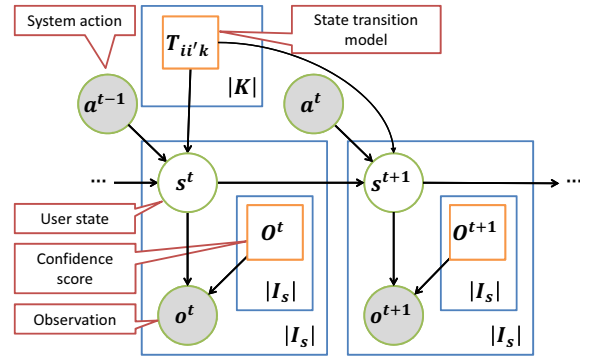 System action
State transition
model
T_{ii'k}
|K|
a^{t-1}
a^t
...
s^t
s^{t+1}
...
User state
Confidence
score
O^t
O^{t+1}
|I_s|
|I_s|
Observation
o^t
o^{t+1}
|I_s|
|I_s|